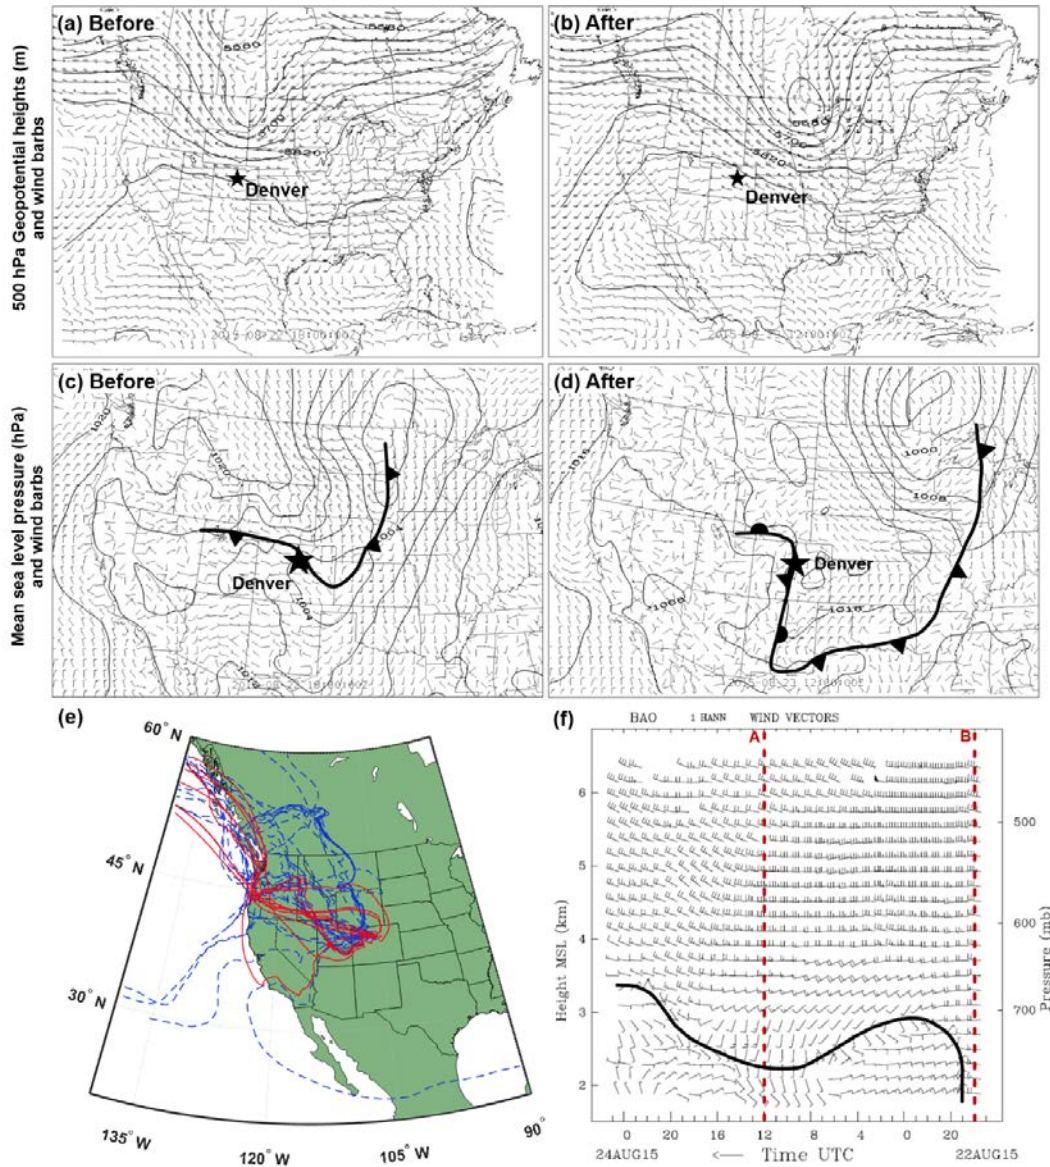 (a) Before
(b) After
500 hPa Geopotential heights (m)
and wind barbs
5580
5700
5820
Denver
5580
5700
5820
Denver
(c) Before
(d) After
Mean sea level pressure (hPa)
and wind barbs
1020
1020
1004
Denver
1016
1000
1008
Denver
1008
1016
(e)
60° N
45° N
30° N
135° W
120° W
105° W
90° W
(f)
BAO 1 HANN WIND VECTORS
A
B
Height MSL (km)
6
5
4
3
2
500
600
700
Pressure (mb)
0 20 16 12 8 4 0 20
24AUG15 <— Time UTC 22AUG15